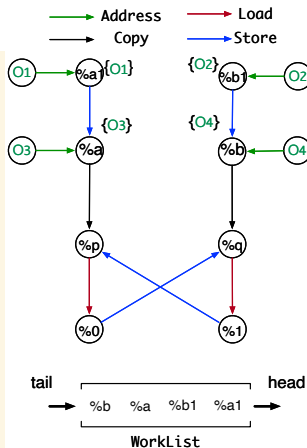 Address Load
Copy Store
O1 %a1 {O1} {O2} %b1 O2
{O3} {O4}
O3 %a %b O4
%p %q
%0 %1
tail head
%b %a %b1 %a1
WorkList